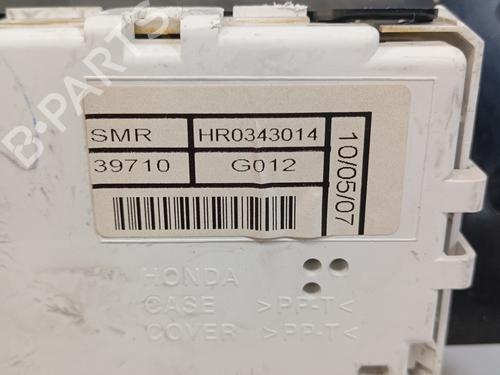 SMR HR0343014
39710 G012
10/05/07
HONDA
CASE >PP-T<
COVER >PP-T<
B-PARTS